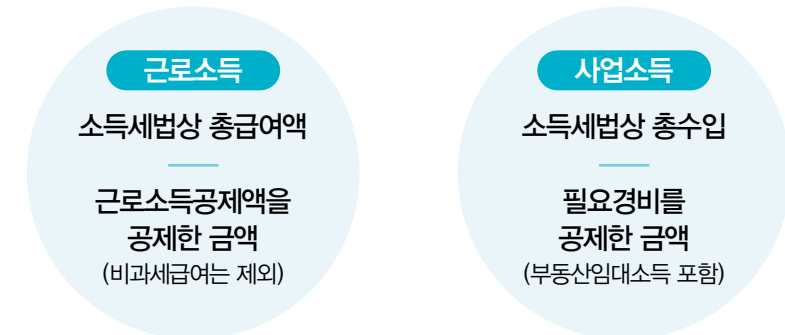 근로소득
소득세법상 총급여액
근로소득공제액을
공제한 금액
(비과세급여는 제외)
사업소득
소득세법상 총수입
필요경비를
공제한 금액
(부동산임대소득 포함)